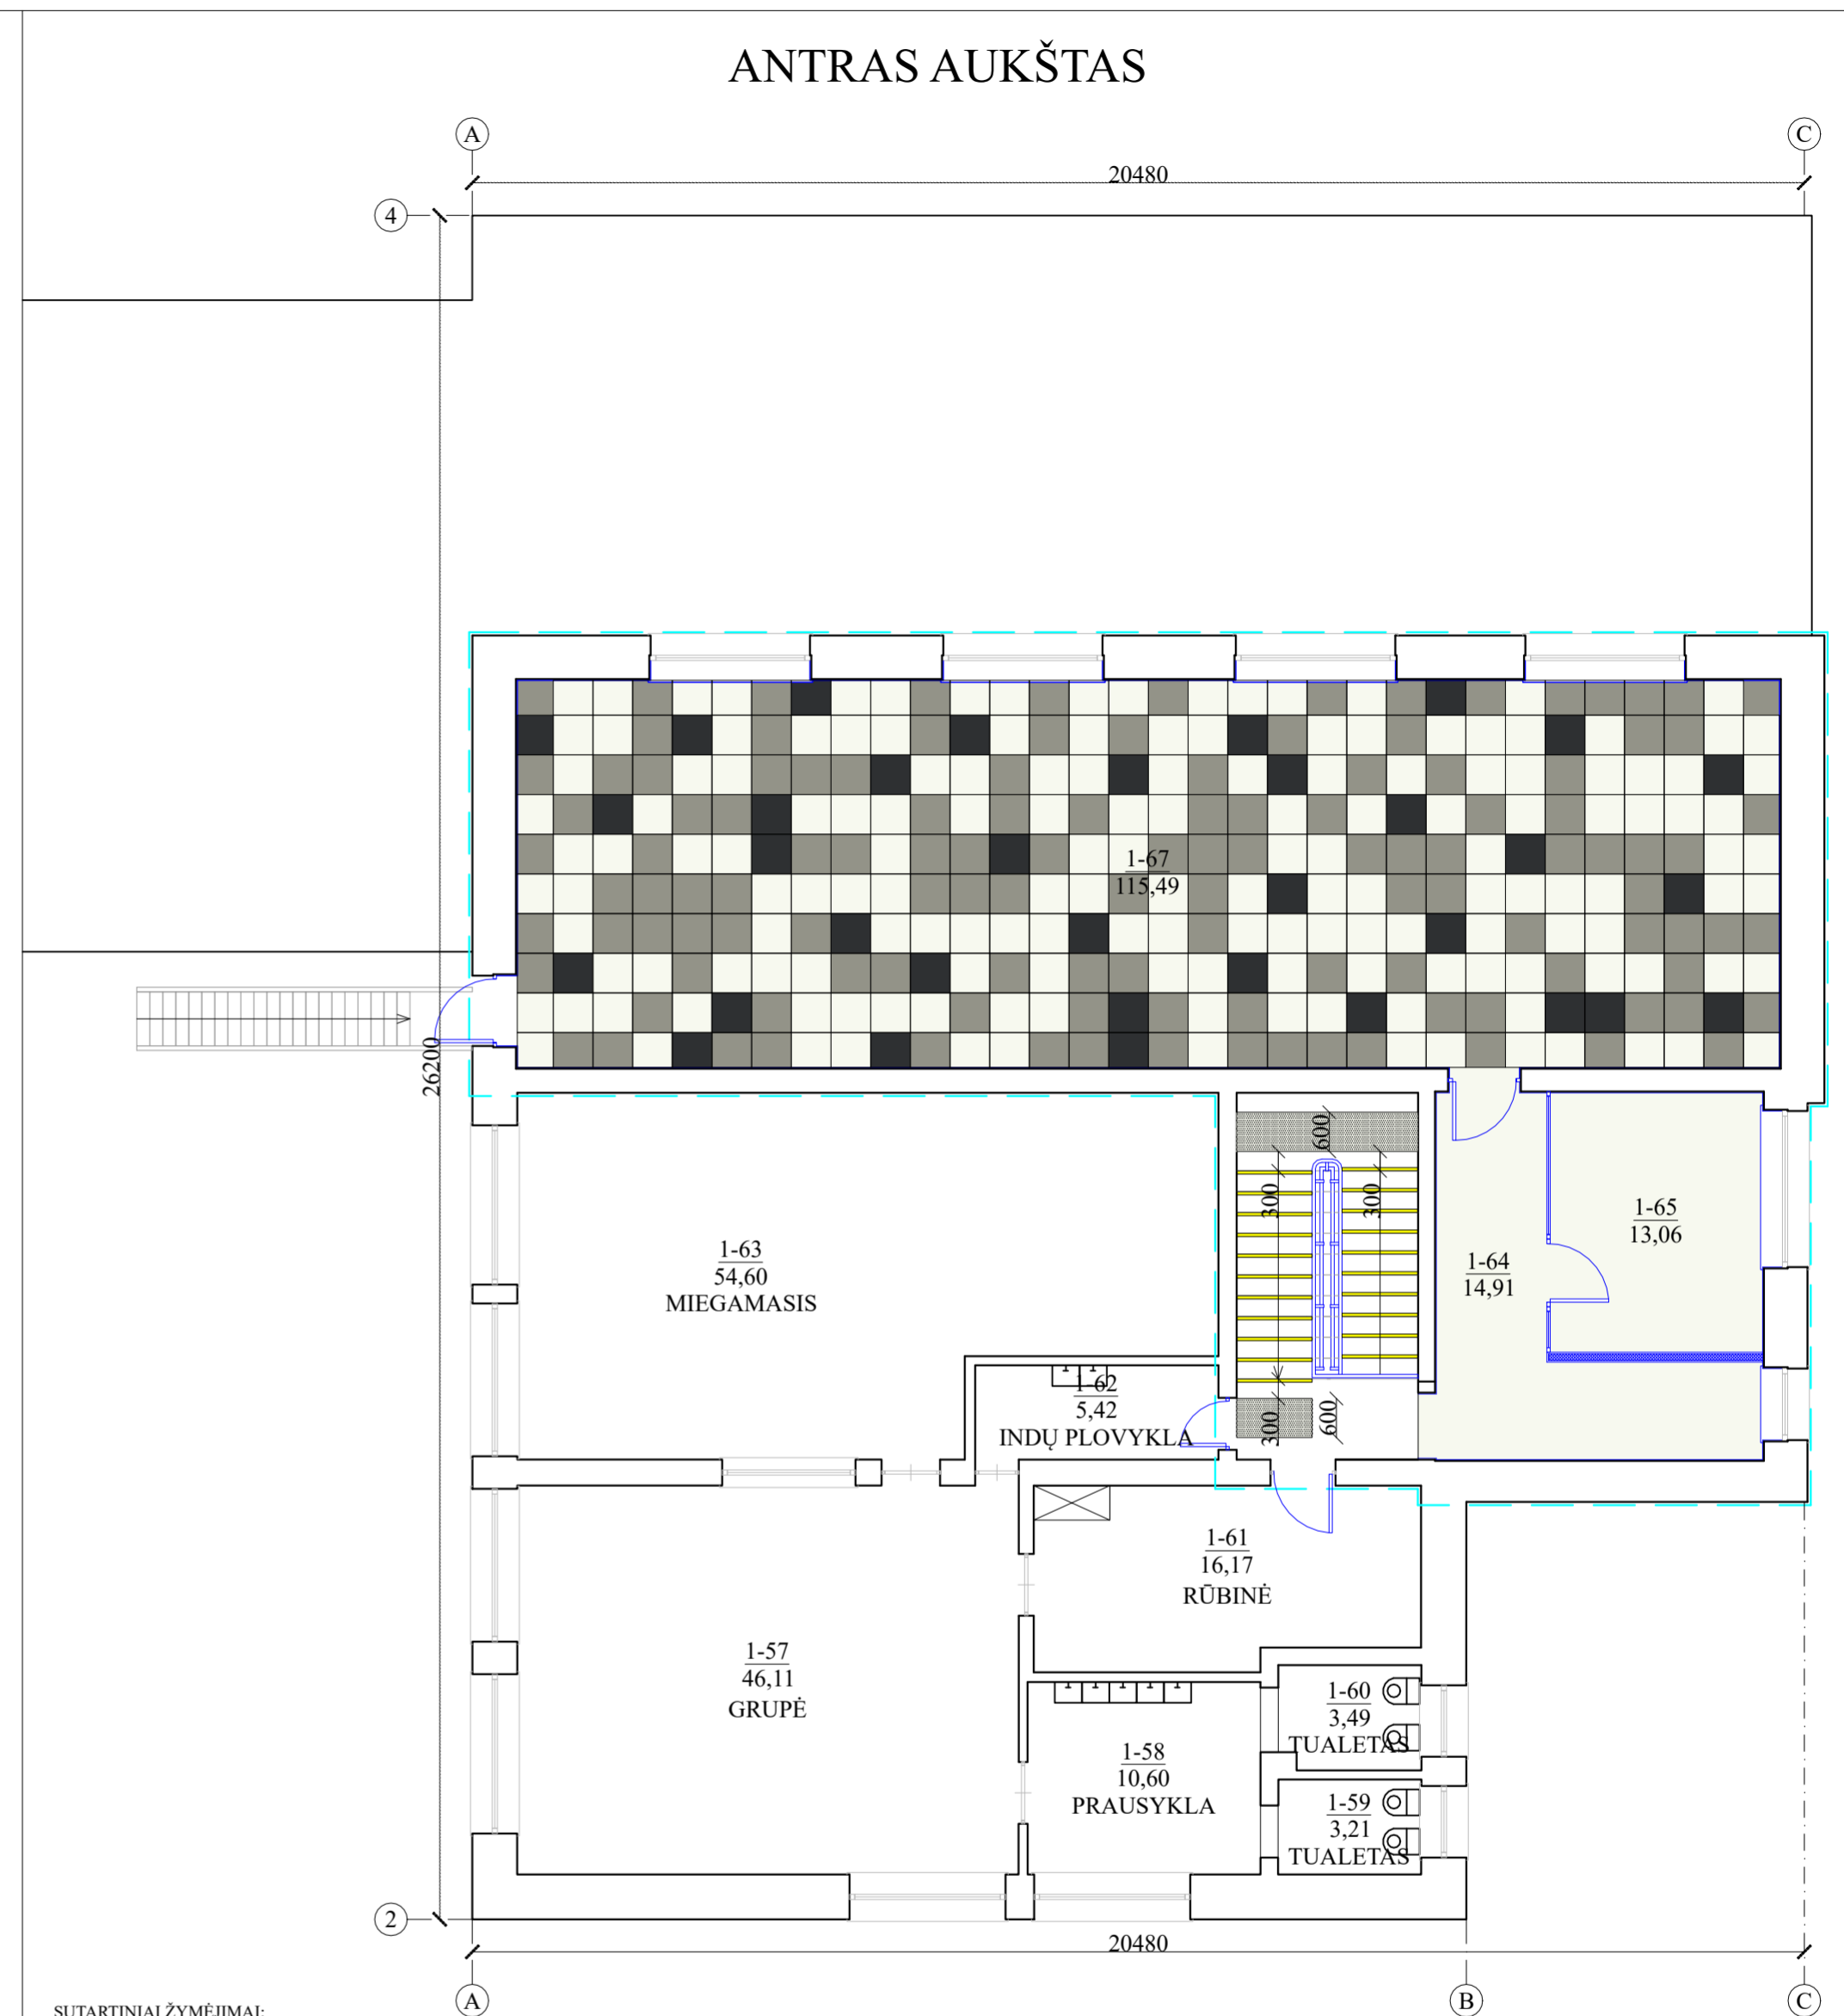 ANTRAS AUKŠTAS
A
C
20480
4
1-67
115,49
26200
600
300
300
1-65
13,06
1-63
54,60
MIEGAMASIS
1-64
14,91
1-62
5,42
INDŲ PLOVYKLA
300
600
1-61
16,17
RŪBINĖ
1-57
46,11
GRUPĖ
1-60
3,49
TUALETAS
1-58
10,60
PRAUSYKLA
1-59
3,21
TUALETAS
2
20480
A
B
C
SUTARTINIAI ŽYMĖJIMAI: